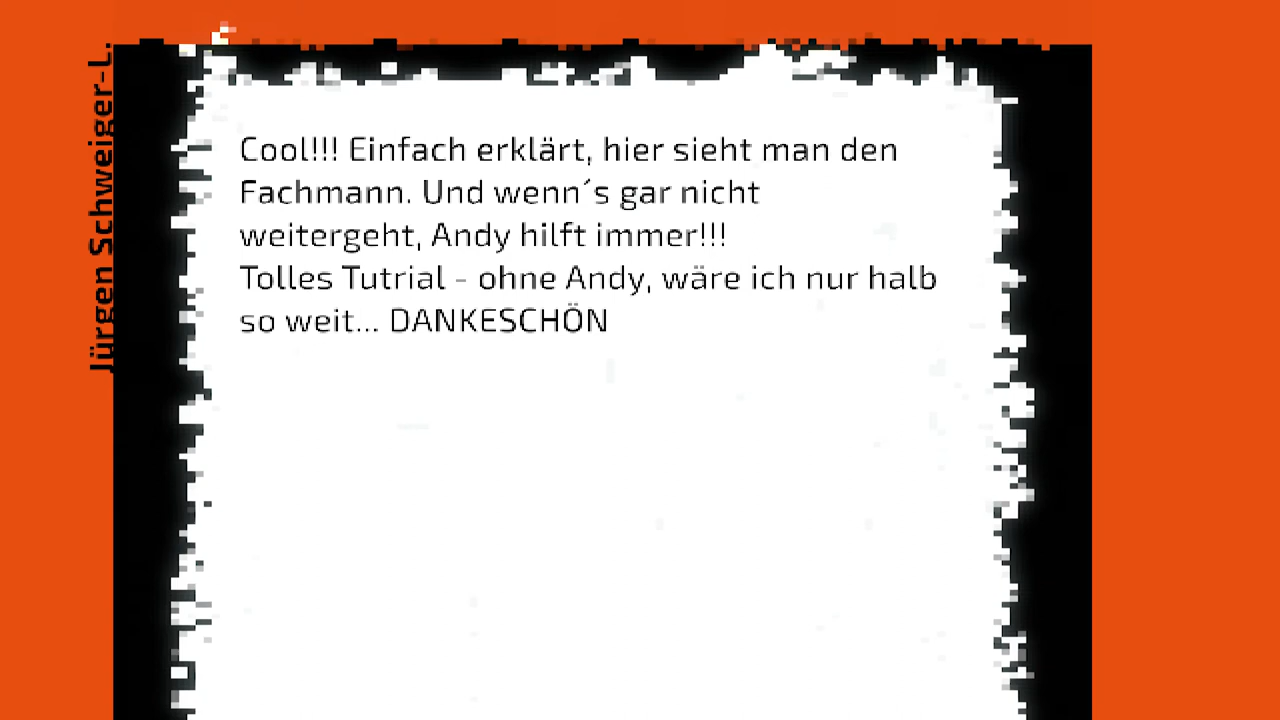 Jürgen Schweiger-L.
Cool!!! Einfach erklärt, hier sieht man den
Fachmann. Und wenn´s gar nicht
weitergeht, Andy hilft immer!!!
Tolles Tutrial - ohne Andy, wäre ich nur halb
so weit... DANKESCHÖN